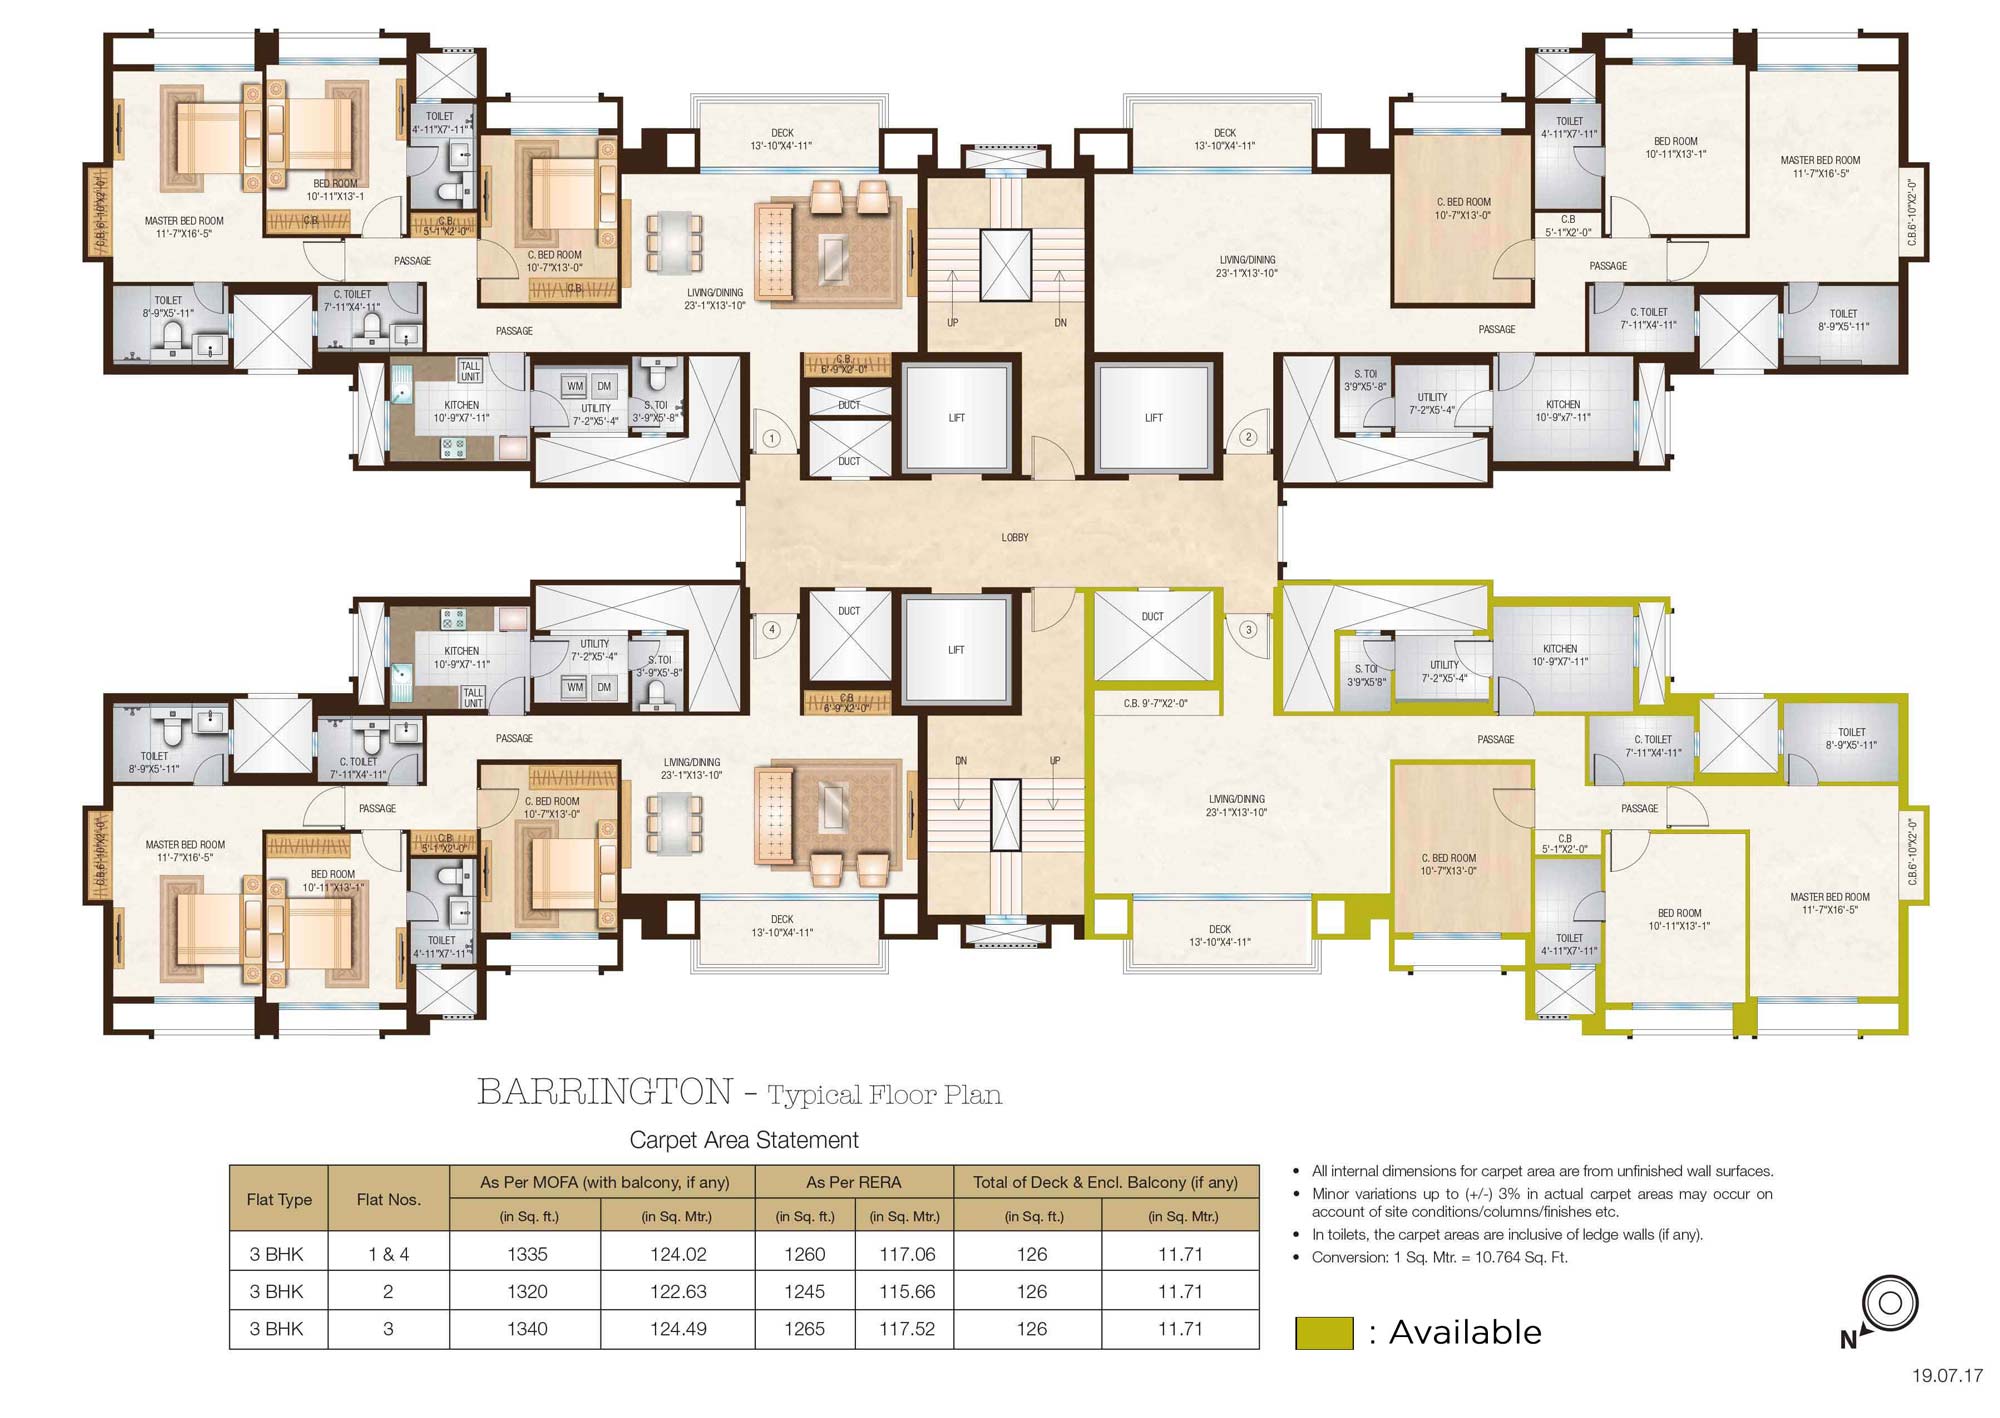 DECK
13'-10"X4'-11"
TOILET
4'-11"X7'-11"
BED ROOM
10'-11"X13'-1
C.B.
MASTER BED ROOM
11'-7"X16'-5"
C.B.6'-10"X2'-0"
C.B.
5'-1"X2'-0"
C. BED ROOM
10'-7"X13'-0"
C.B.
PASSAGE
LIVING/DINING
23'-1"X13'-10"
TOILET
8'-9"X5'-11"
C. TOILET
7'-11"X4'-11"
PASSAGE
TALL
UNIT
KITCHEN
10'-9"X7'-11"
WM
DM
UTILITY
7'-2"X5'-4"
S. TOI
3'-9"X5'-8"
C.B.
6'-9"X2'-0"
DUCT
DUCT
1
UP
DN
LIFT
LIFT
DECK
13'-10"X4'-11"
TOILET
4'-11"X7'-11"
BED ROOM
10'-11"X13'-1"
MASTER BED ROOM
11'-7"X16'-5"
C.B.6'-10"X2'-0"
C. BED ROOM
10'-7"X13'-0"
C.B
5'-1"X2'-0"
LIVING/DINING
23'-1"X13'-10"
PASSAGE
PASSAGE
C. TOILET
7'-11"X4'-11"
TOILET
8'-9"X5'-11"
S. TOI
3'9"X5'-8"
UTILITY
7'-2"X5'-4"
KITCHEN
10'-9"x7'-11"
2
LOBBY
DUCT
4
LIFT
KITCHEN
10'-9"X7'-11"
TALL
UNIT
UTILITY
7'-2"X5'-4"
WM
DM
S. TOI
3'-9"X5'-8"
C.B
6'-9"X2'-0"
TOILET
8'-9"X5'-11"
C. TOILET
7'-11"X4'-11"
PASSAGE
PASSAGE
LIVING/DINING
23'-1"X13'-10"
C. BED ROOM
10'-7"X13'-0"
MASTER BED ROOM
11'-7"X16'-5"
C.B.6'-10"X2'-0"
C.B
5'-1"X2'-0"
BED ROOM
10'-11"X13'-1"
TOILET
4'-11"X7'-11"
DECK
13'-10"X4'-11"
DN
UP
DUCT
3
C.B. 9'-7"X2'-0"
S. TOI
3'9"X5'8"
UTILITY
7'-2"X5'-4"
KITCHEN
10'-9"X7'-11"
PASSAGE
C. TOILET
7'-11"X4'-11"
TOILET
8'-9"X5'-11"
LIVING/DINING
23'-1"X13'-10"
PASSAGE
C. BED ROOM
10'-7"X13'-0"
C.B
5'-1"X2'-0"
C.B.6'-10"X2'-0"
MASTER BED ROOM
11'-7"X16'-5"
BED ROOM
10'-11"X13'-1"
TOILET
4'-11"X7'-11"
DECK
13'-10"X4'-11"
BARRINGTON - Typical Floor Plan
Carpet Area Statement
Flat Type Flat Nos. As Per MOFA (with balcony, if any) As Per RERA Total of Deck & Encl. Balcony (if any)
(in Sq. ft.) (in Sq. Mtr.) (in Sq. ft.) (in Sq. Mtr.) (in Sq. ft.) (in Sq. Mtr.)
3 BHK 1 & 4 1335 124.02 1260 117.06 126 11.71
3 BHK 2 1320 122.63 1245 115.66 126 11.71
3 BHK 3 1340 124.49 1265 117.52 126 11.71
• All internal dimensions for carpet area are from unfinished wall surfaces.
• Minor variations up to (+/-) 3% in actual carpet areas may occur on
account of site conditions/columns/finishes etc.
• In toilets, the carpet areas are inclusive of ledge walls (if any).
• Conversion: 1 Sq. Mtr. = 10.764 Sq. Ft.
: Available
N
19.07.17